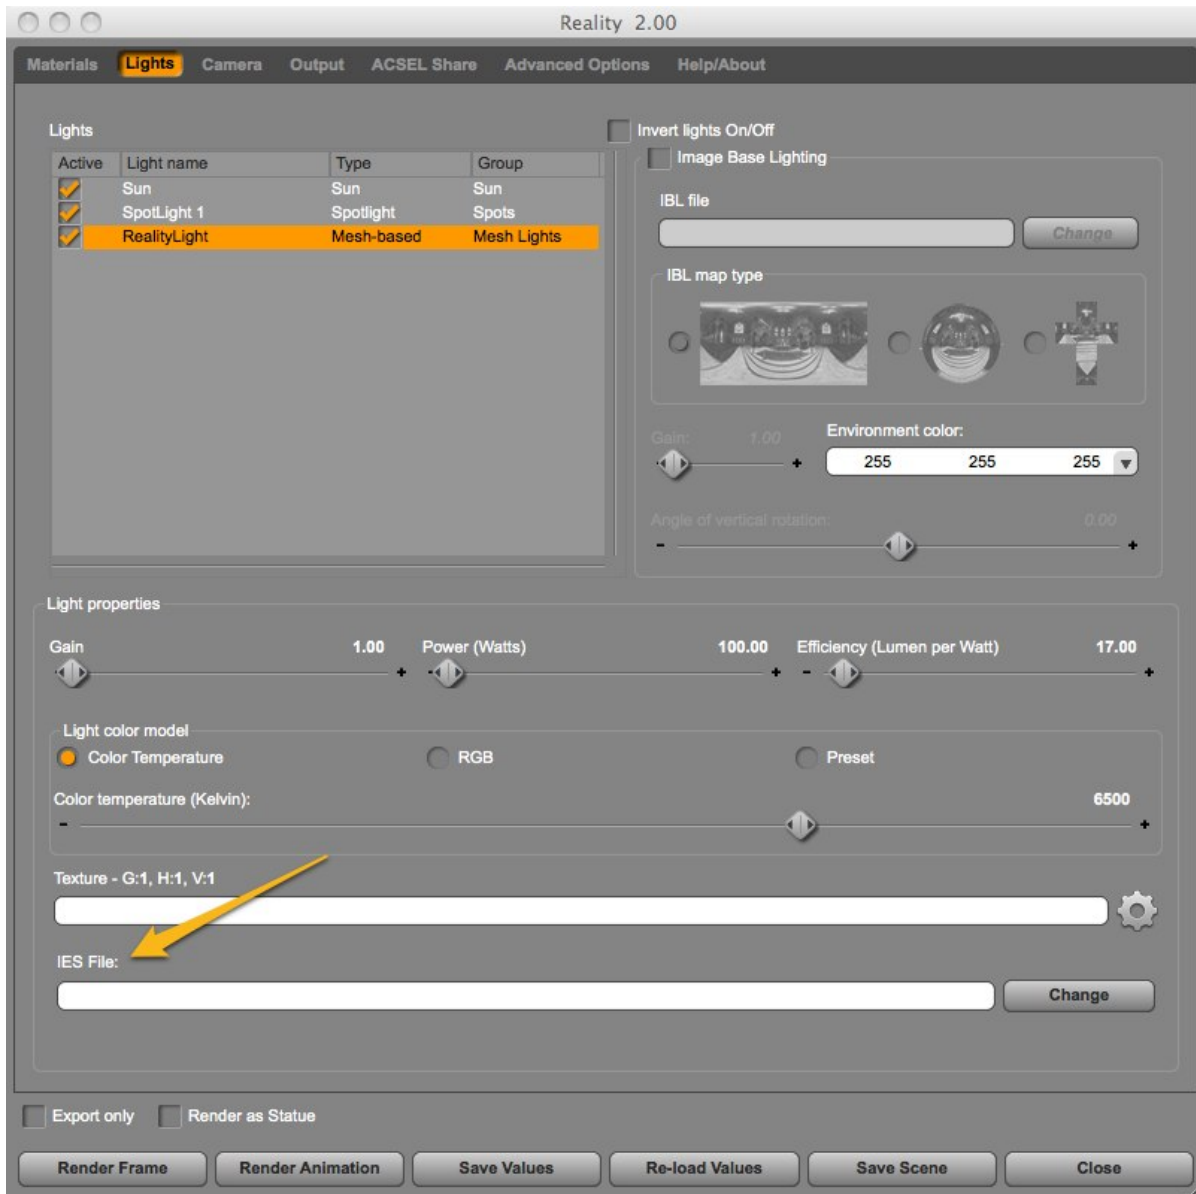 Reality 2.00
Materials Lights Camera Output ACSEL Share Advanced Options Help/About
Lights
Invert lights On/Off
Active Light name Type Group
Image Base Lighting
Sun Sun Sun
SpotLight 1 Spotlight Spots
RealityLight Mesh-based Mesh Lights
IBL file
Change
IBL map type
Gain: 1.00
Environment color:
255 255 255
Angle of vertical rotation: 0.00
- +
Light properties
Gain 1.00 Power (Watts) 100.00 Efficiency (Lumen per Watt) 17.00
Light color model
Color Temperature RGB Preset
Color temperature (Kelvin): 6500
- +
Texture - G:1, H:1, V:1
IES File:
Change
Export only Render as Statue
Render Frame Render Animation Save Values Re-load Values Save Scene Close